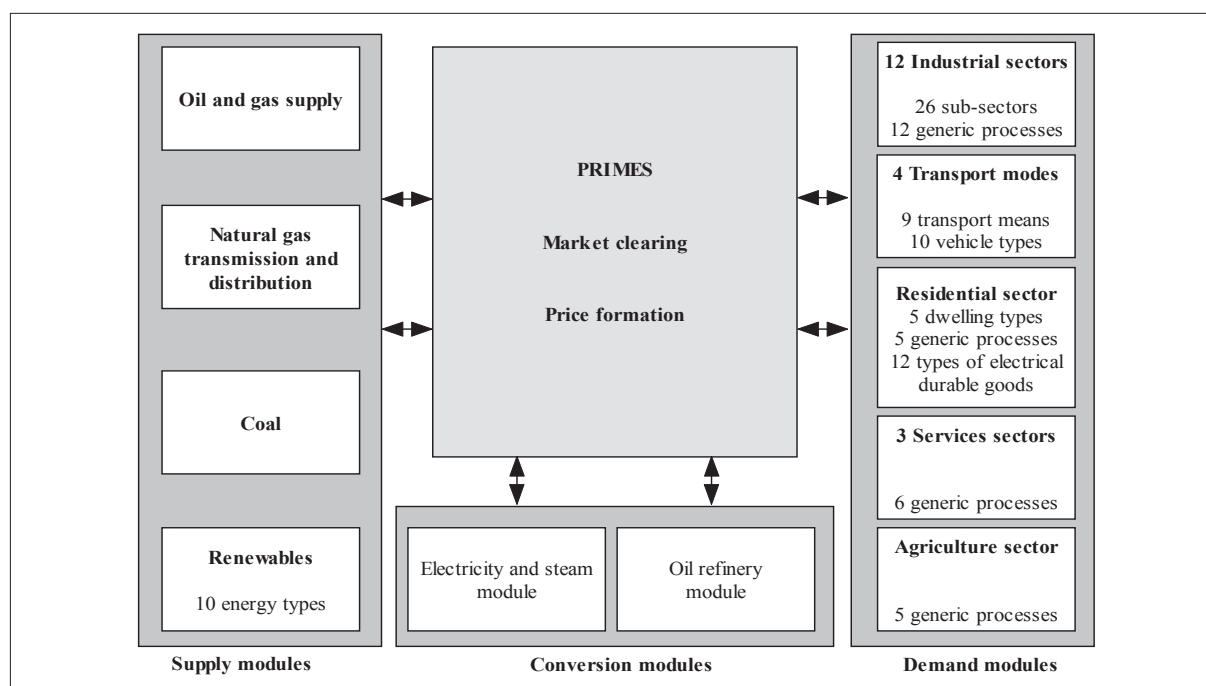 Oil and gas supply
Natural gas
transmission and
distribution
Coal
Renewables
10 energy types
Supply modules
PRIMES
Market clearing
Price formation
Electricity and steam
module
Oil refinery
module
Conversion modules
12 Industrial sectors
26 sub-sectors
12 generic processes
4 Transport modes
9 transport means
10 vehicle types
Residential sector
5 dwelling types
5 generic processes
12 types of electrical
durable goods
3 Services sectors
6 generic processes
Agriculture sector
5 generic processes
Demand modules